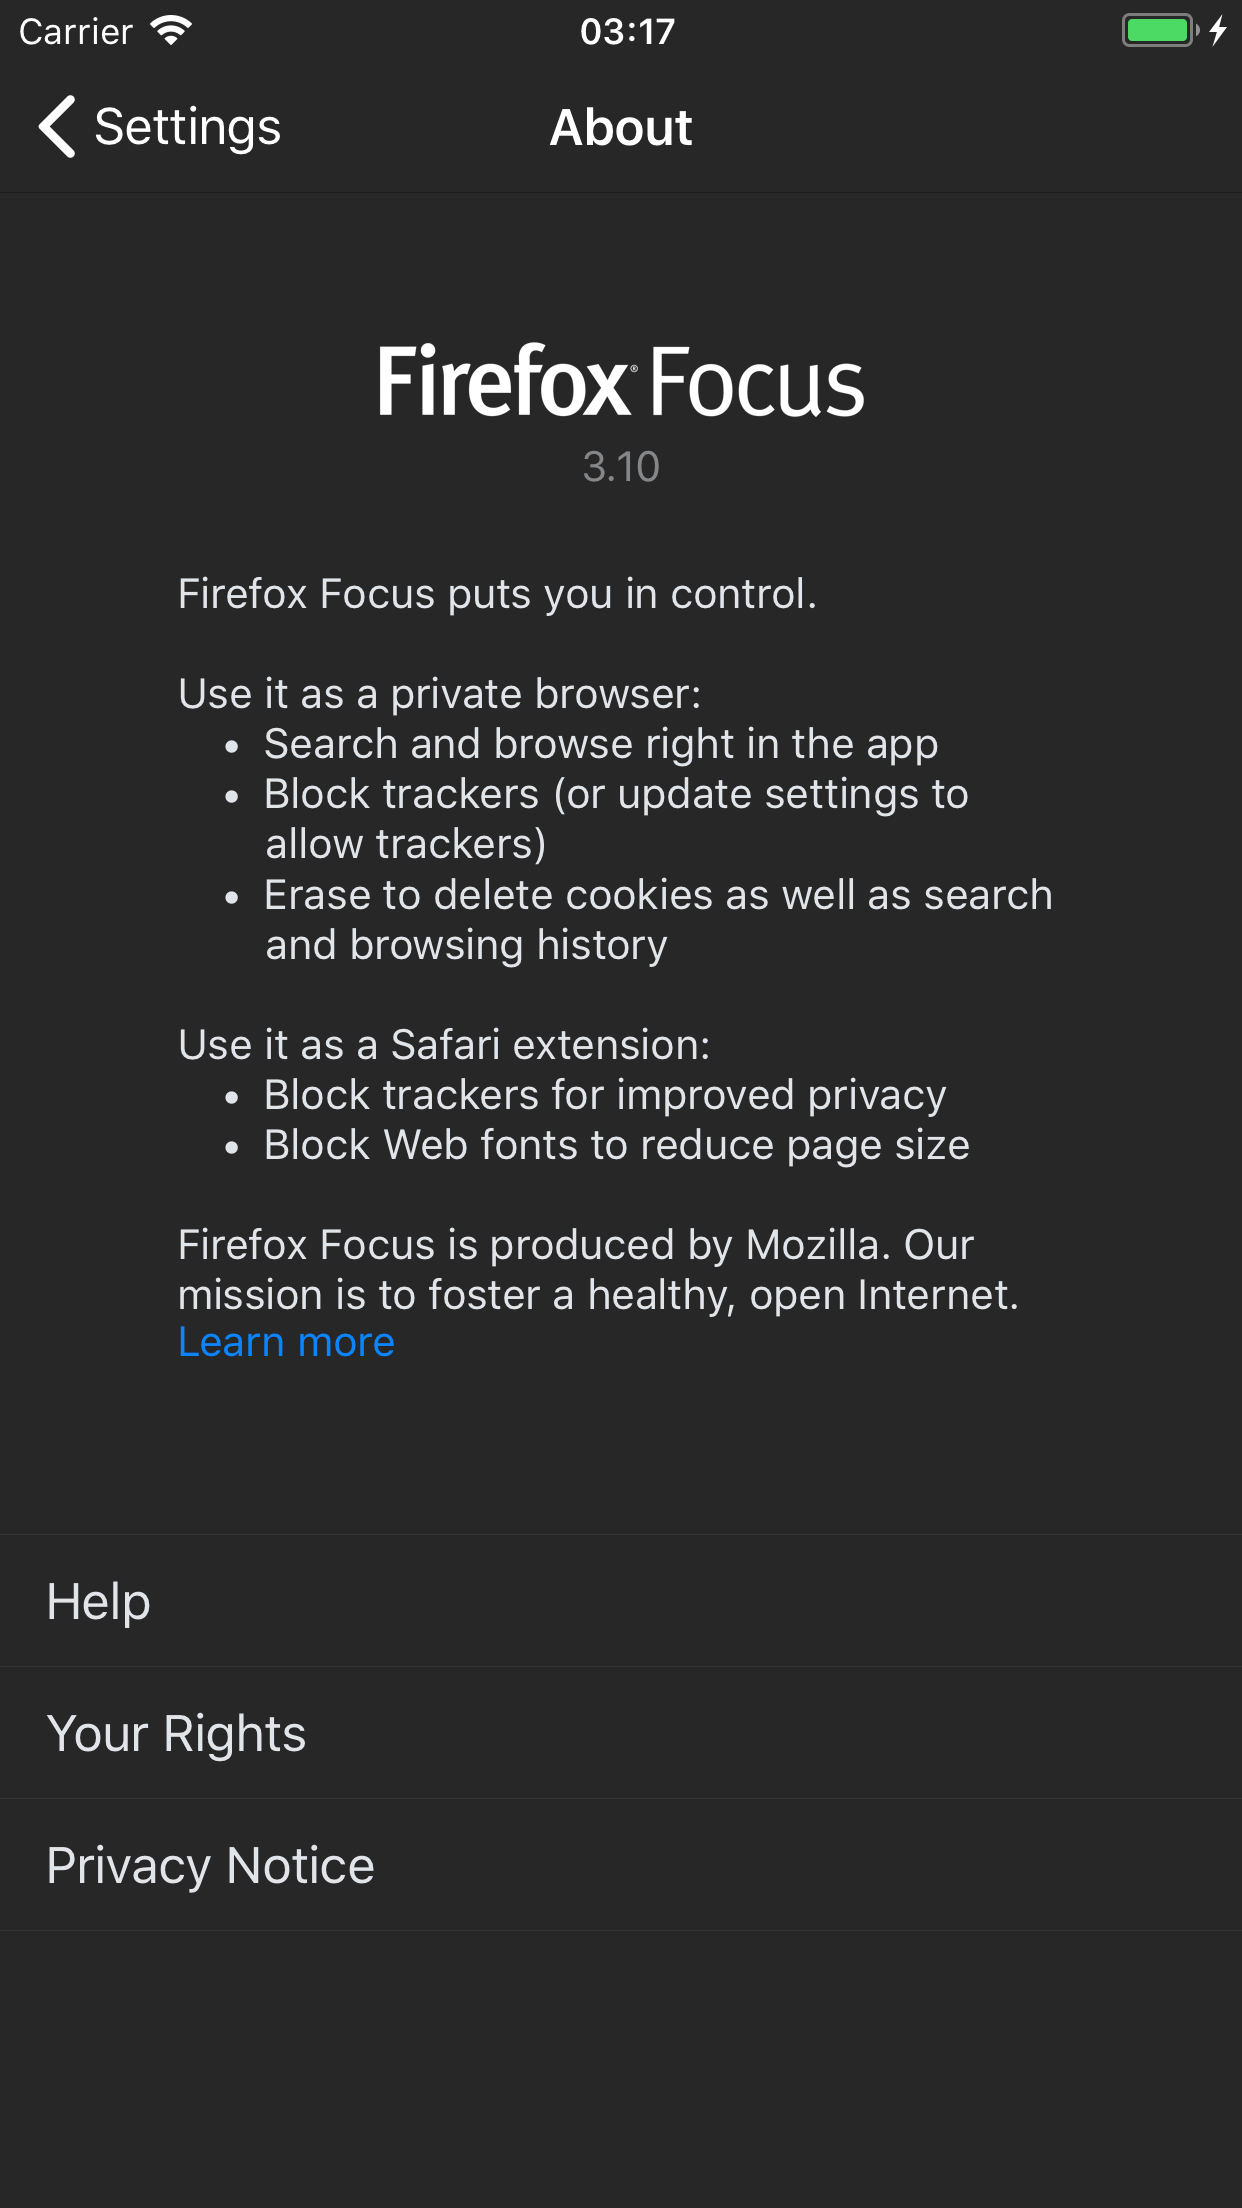 Carrier 03:17
Settings About
Firefox® Focus
3.10
Firefox Focus puts you in control.
Use it as a private browser:
• Search and browse right in the app
• Block trackers (or update settings to
allow trackers)
• Erase to delete cookies as well as search
and browsing history
Use it as a Safari extension:
• Block trackers for improved privacy
• Block Web fonts to reduce page size
Firefox Focus is produced by Mozilla. Our
mission is to foster a healthy, open Internet.
Learn more
Help
Your Rights
Privacy Notice